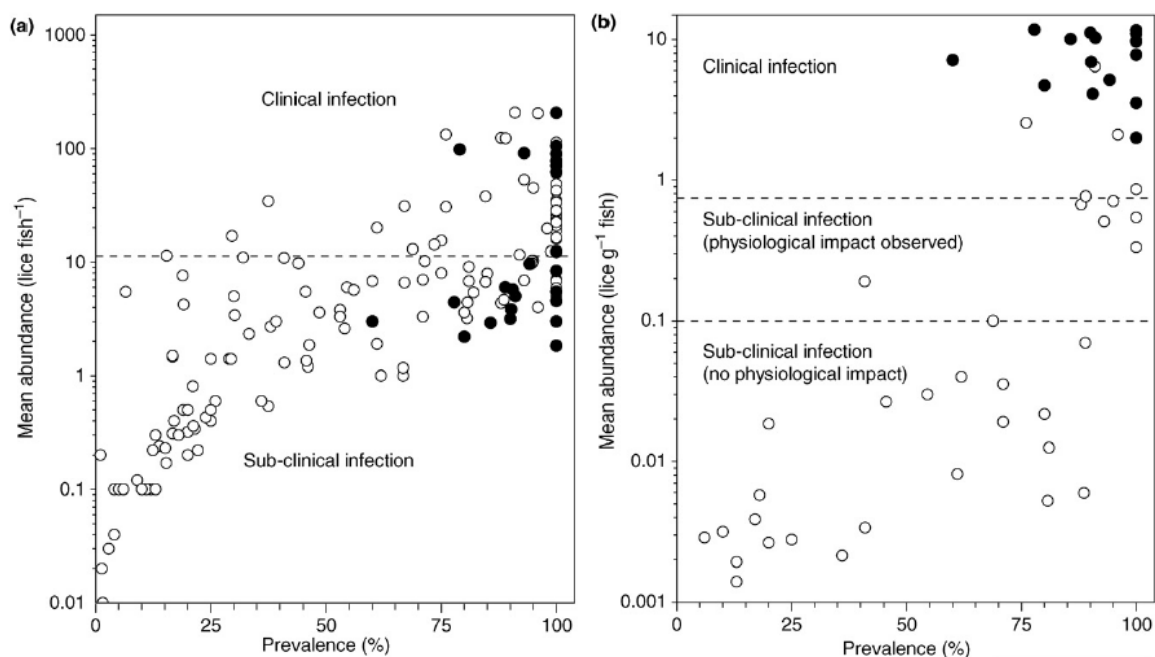 (a)
1000
100
10
1
0.1
0.01
Mean abundance (lice fish⁻¹)
Clinical infection
Sub-clinical infection
0 25 50 75 100
Prevalence (%)
(b)
10
1
0.1
0.01
0.001
Mean abundance (lice g⁻¹ fish)
Clinical infection
Sub-clinical infection
(physiological impact observed)
Sub-clinical infection
(no physiological impact)
0 25 50 75 100
Prevalence (%)